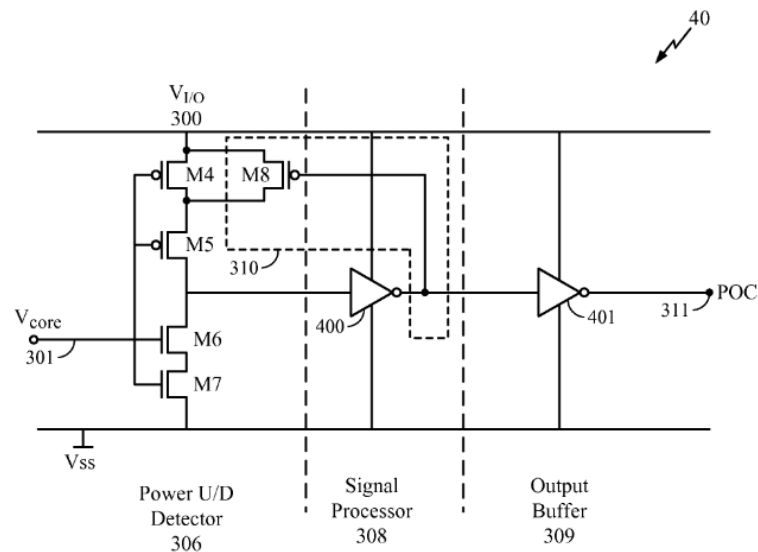 40
V_I/O
300
M4
M8
M5
310
400
401
311
POC
V_core
301
M6
M7
Vss
Power U/D
Detector
306
Signal
Processor
308
Output
Buffer
309